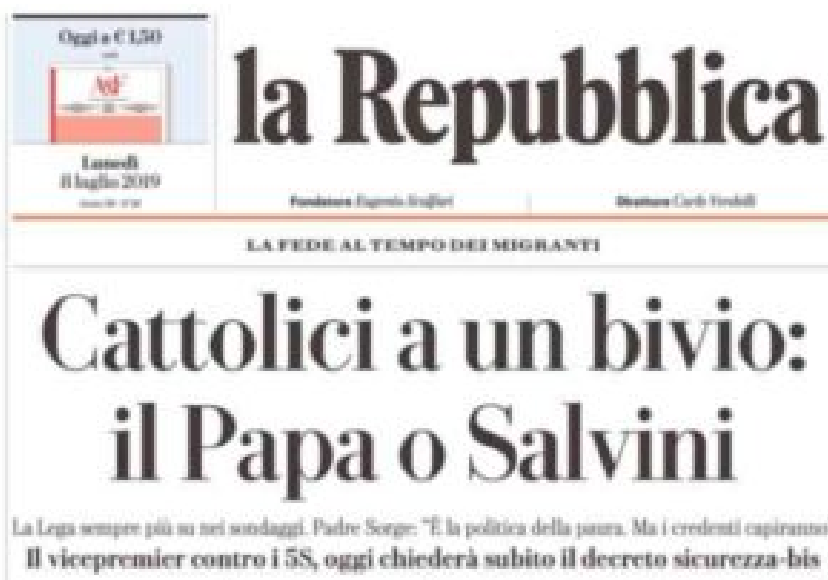 Oggi a € 1,50
la Repubblica
Lunedì
8 luglio 2019
Fondatore Eugenio Scalfari
Direttore Carlo Verdelli
LA FEDE AL TEMPO DEI MIGRANTI
Cattolici a un bivio:
il Papa o Salvini
La Lega sempre più su nei sondaggi. Padre Sorge: "È la politica della paura. Ma i credenti capiranno
Il vicepremier contro i 5S, oggi chiederà subito il decreto sicurezza-bis